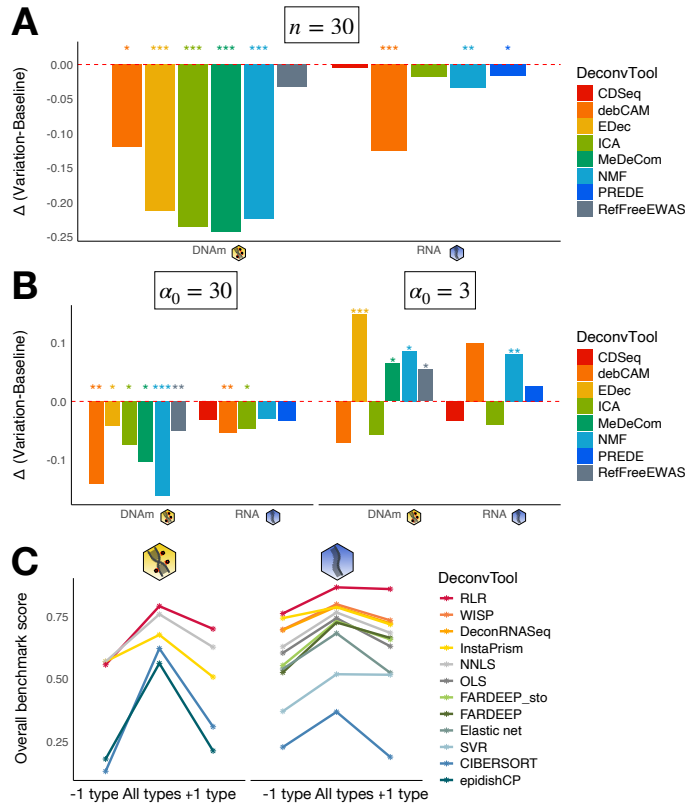 A
n = 30
* *** *** *** *** *** ** *
0.00
-0.05
-0.10
-0.15
-0.20
-0.25
Δ (Variation-Baseline)
DNAm RNA
DeconvTool
CDSeq
debCAM
EDec
ICA
MeDeCom
NMF
PREDE
RefFreeEWAS
B
α₀ = 30 α₀ = 3
0.1
0.0
-0.1
Δ (Variation-Baseline)
** * * * *** ** ** *
*** * * * **
DNAm RNA DNAm RNA
DeconvTool
CDSeq
debCAM
EDec
ICA
MeDeCom
NMF
PREDE
RefFreeEWAS
C
Overall benchmark score
0.75
0.50
0.25
-1 type All types +1 type -1 type All types +1 type
DeconvTool
RLR
WISP
DeconRNASeq
InstaPrism
NNLS
OLS
FARDEEP_sto
FARDEEP
Elastic net
SVR
CIBERSORT
epidishCP